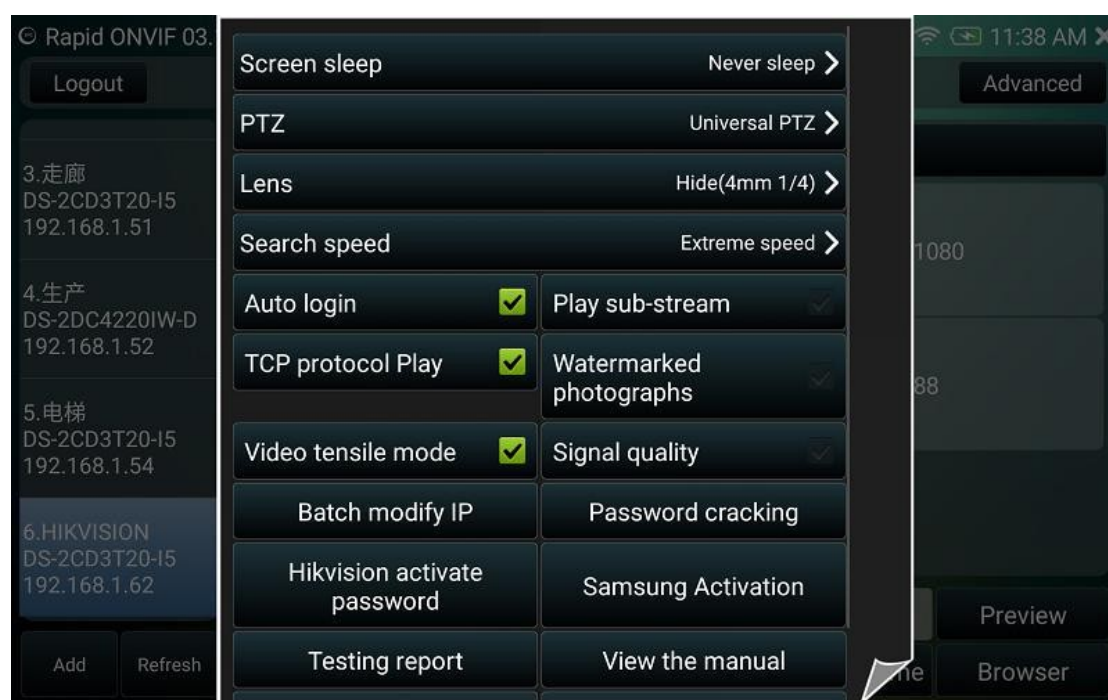 Rapid ONVIF 03.
11:38 AM
Logout
Advanced
3.走廊
DS-2CD3T20-I5
192.168.1.51
4.生产
DS-2DC4220IW-D
192.168.1.52
5.电梯
DS-2CD3T20-I5
192.168.1.54
6.HIKVISION
DS-2CD3T20-I5
192.168.1.62
Add Refresh
Screen sleep Never sleep
PTZ Universal PTZ
Lens Hide(4mm 1/4)
Search speed Extreme speed
Auto login Play sub-stream
TCP protocol Play Watermarked
photographs
Video tensile mode Signal quality
Batch modify IP Password cracking
Hikvision activate
password Samsung Activation
Testing report View the manual
1080
88
Preview
ne Browser